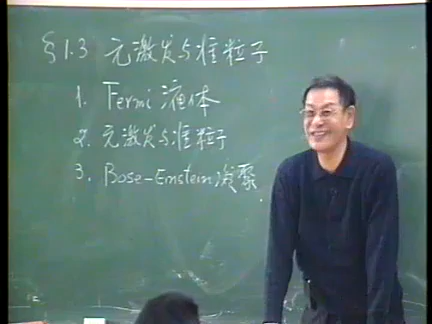 §1.3 元激发与准粒子
1. Fermi 液体
2. 元激发与准粒子
3. Bose-Einstein 凝聚